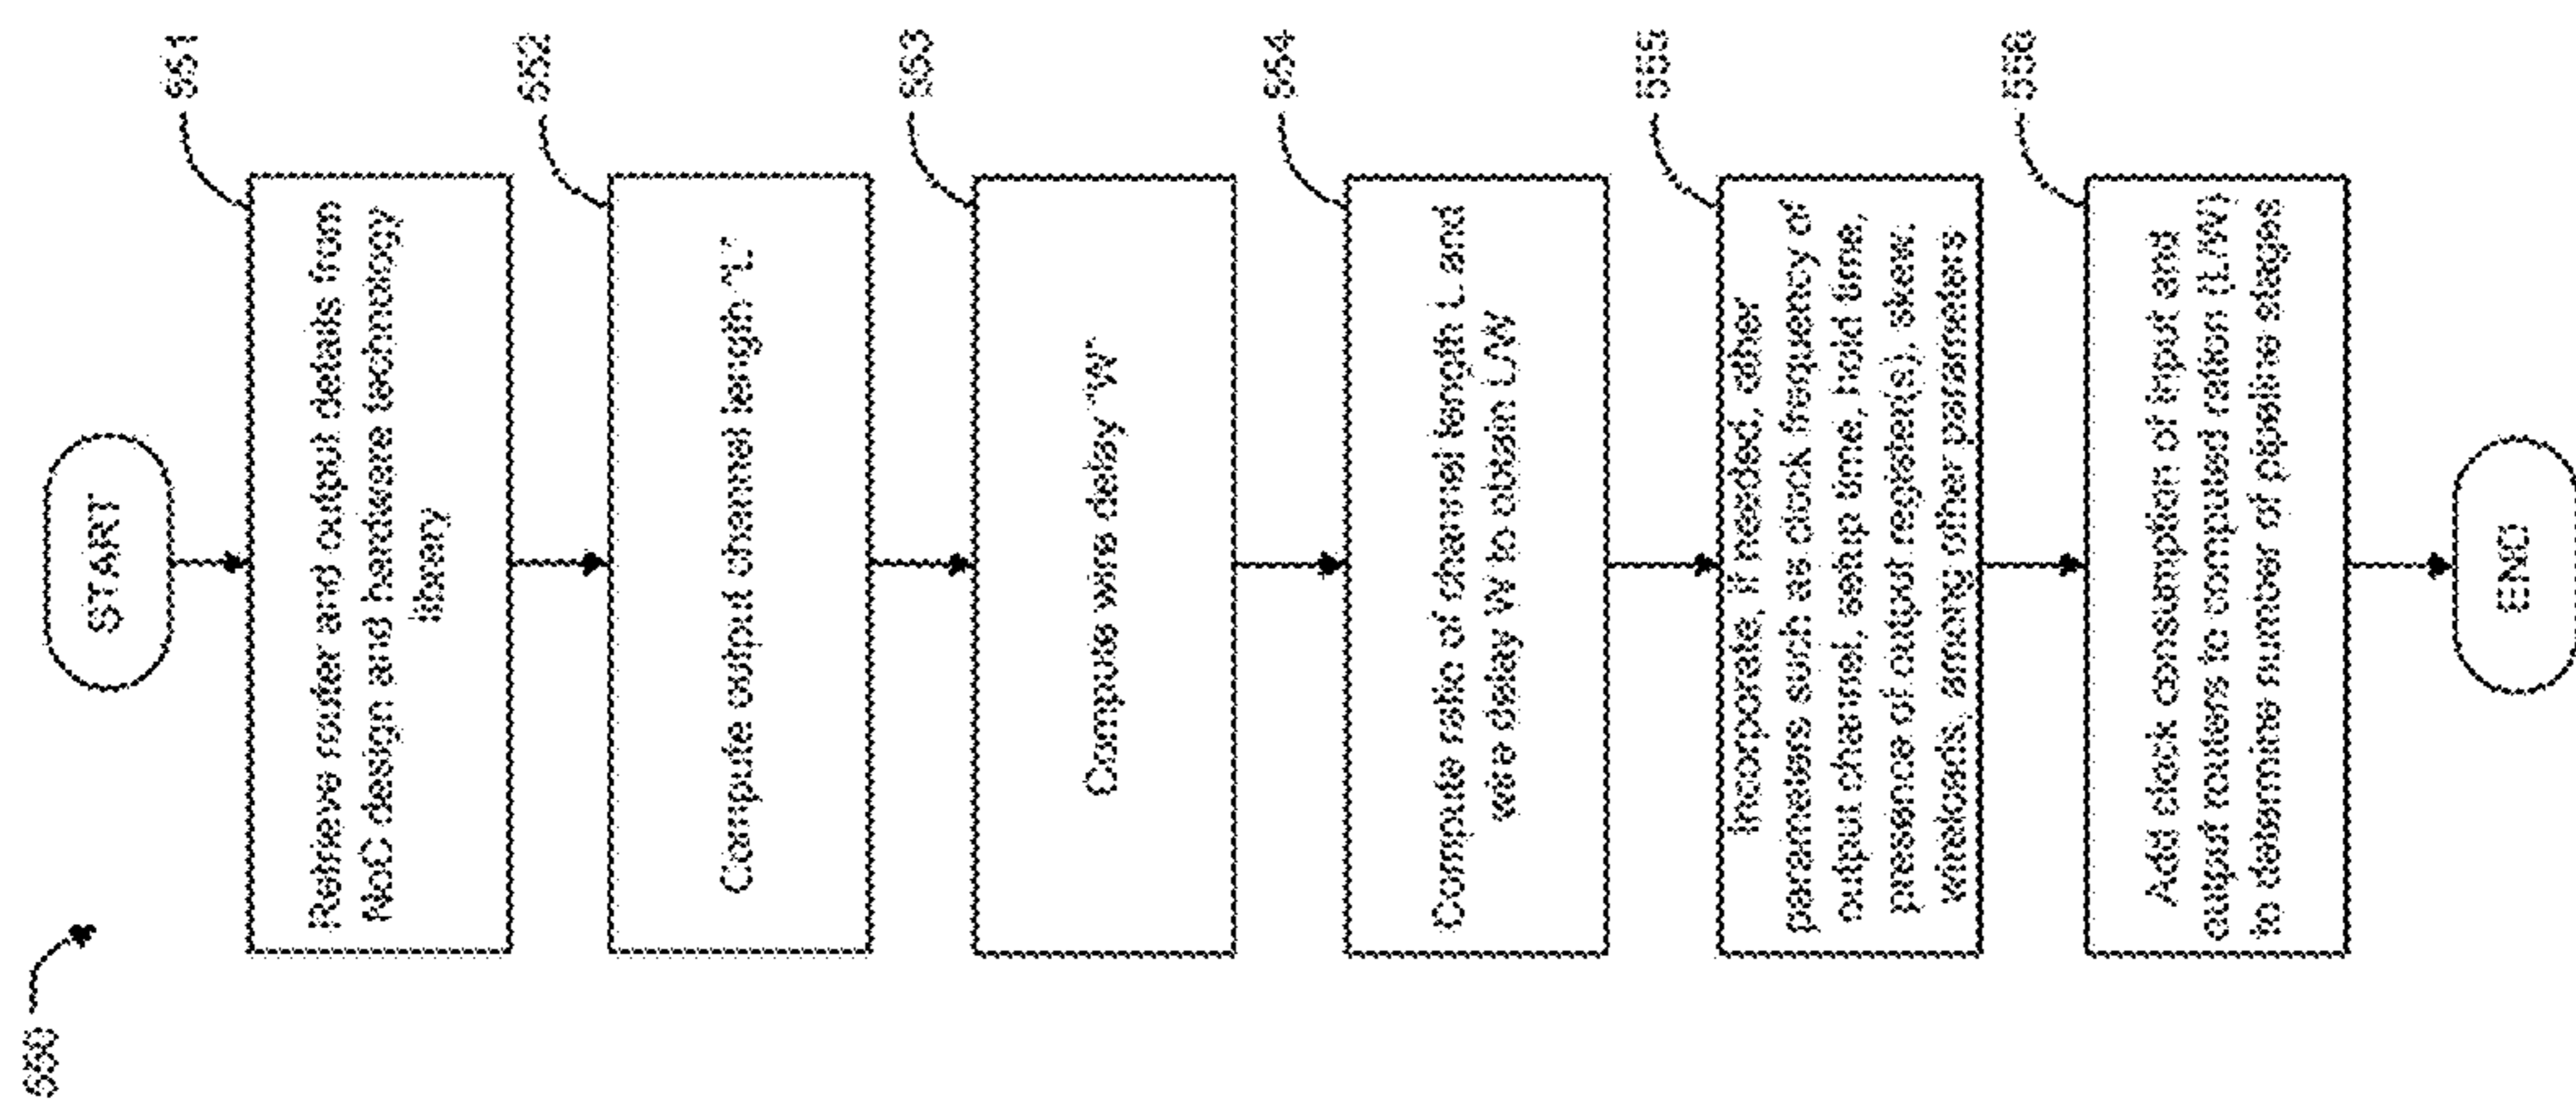 550
START
551
Retrieve router and output details from
NoC design and hardware technology
library
552
Compute output channel length "L"
553
Compute wire delay "W"
554
Compute ratio of channel length L and
wire delay W to obtain L/W
555
Incorporate, if needed, other
parameters such as clock frequency of
output channel, setup time, hold time,
presence of output register(s), skew,
wireloads, among other parameters
556
Add clock consumption of input and
output routers to computed ration (L/W)
to determine number of pipeline stages
END